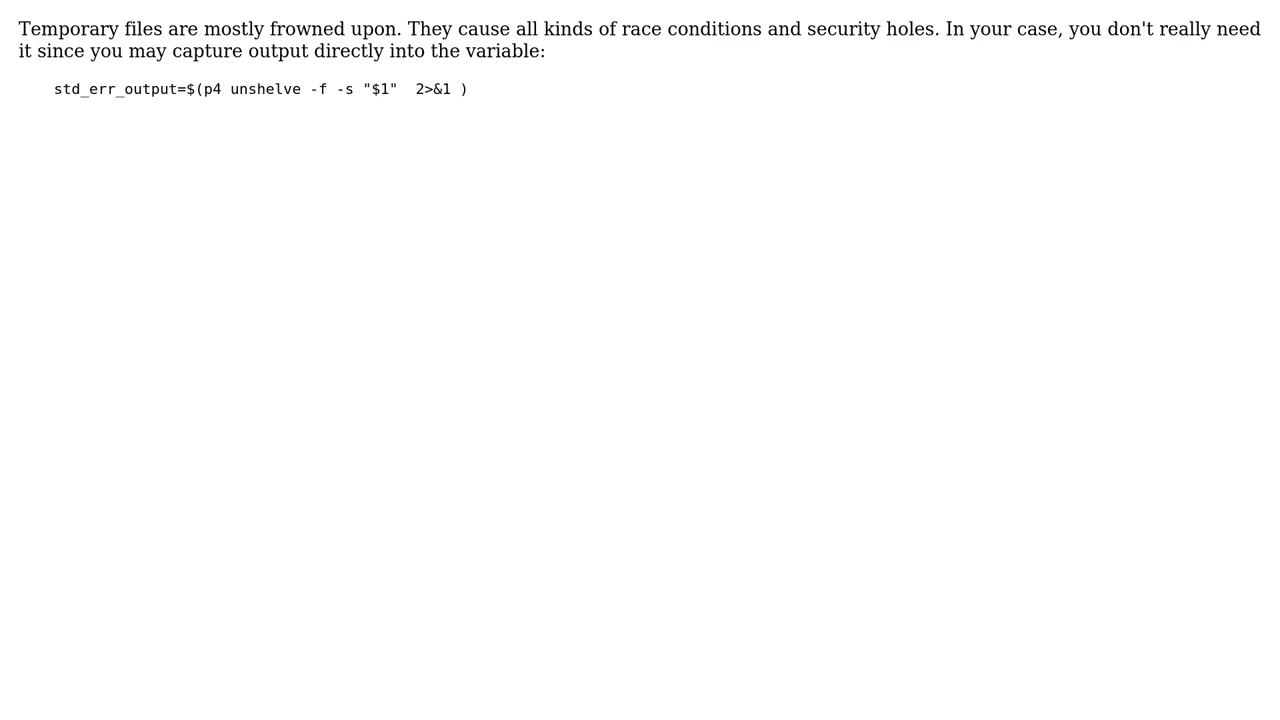 Temporary files are mostly frowned upon. They cause all kinds of race conditions and security holes. In your case, you don't really need
it since you may capture output directly into the variable:
std_err_output=$(p4 unshelve -f -s "$1"  2>&1 )